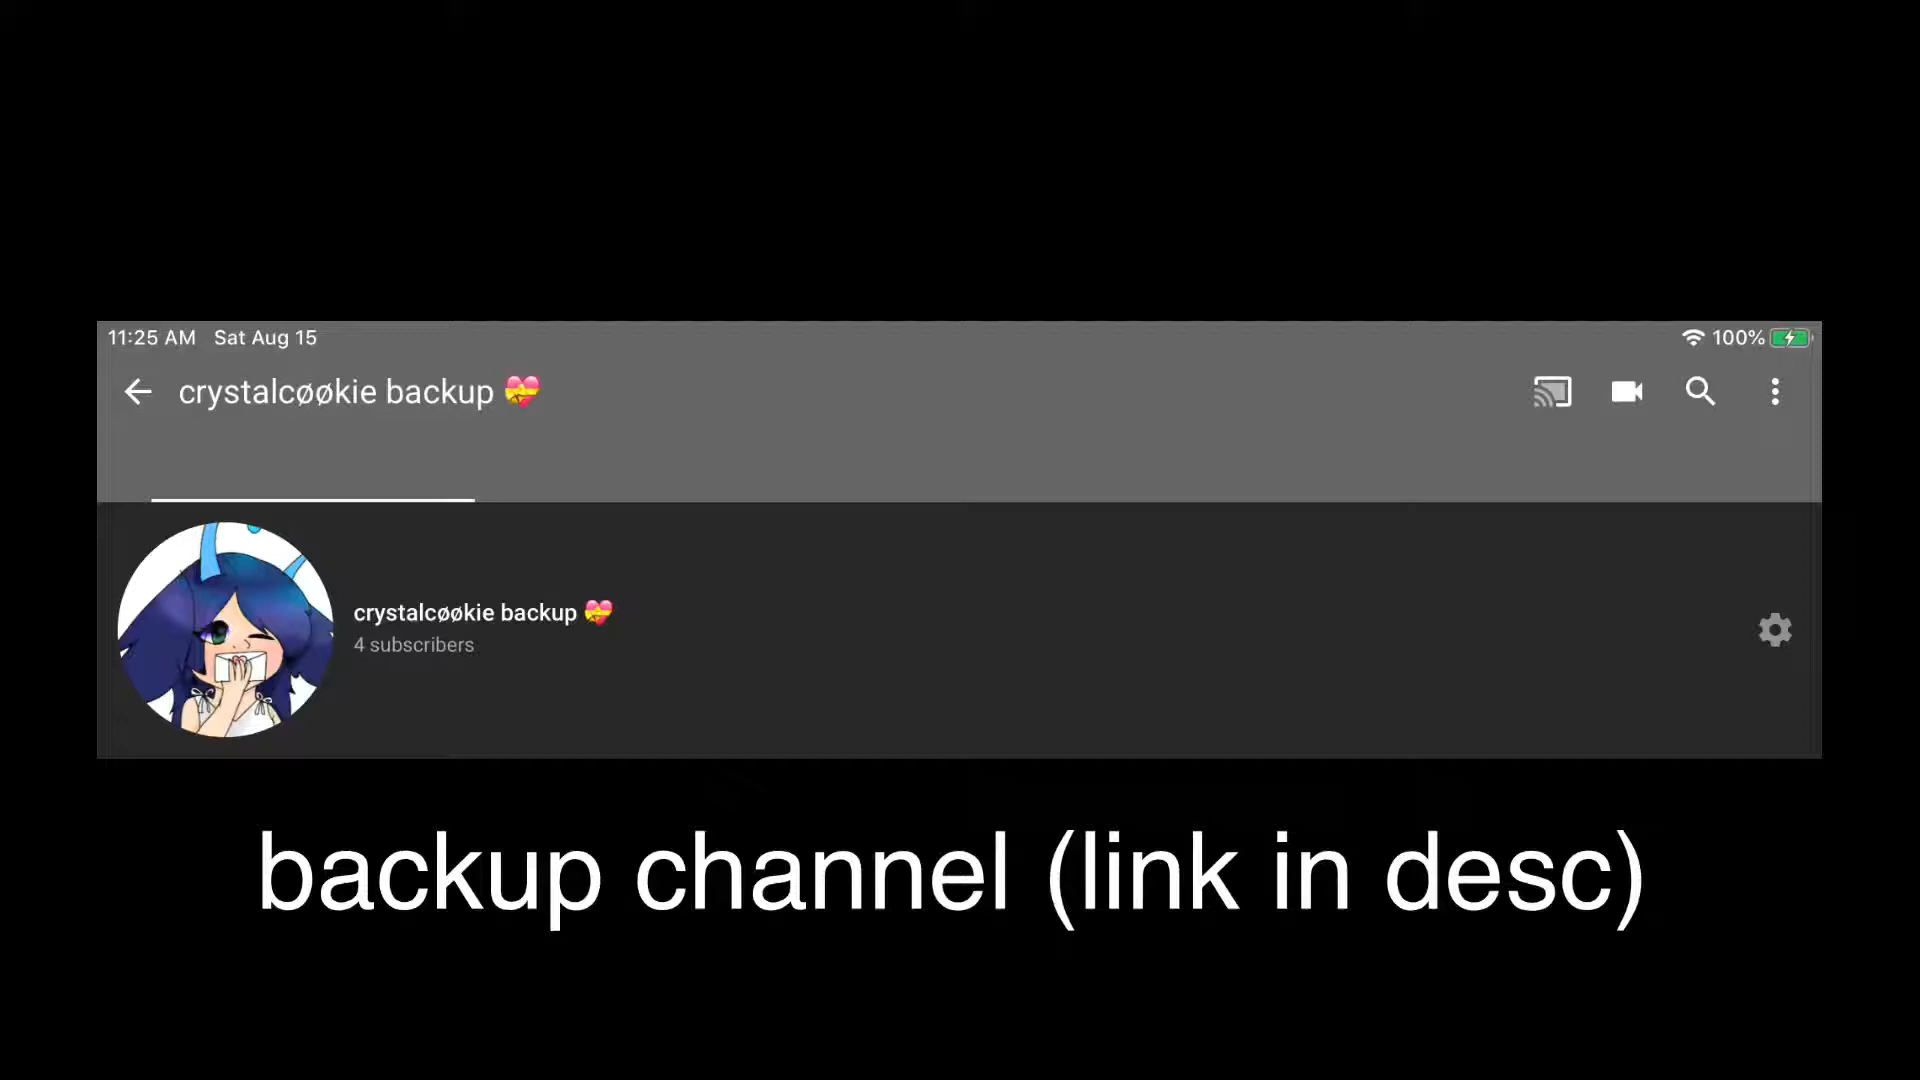 11:25 AM Sat Aug 15 100%
crystalcøøkie backup 💝
crystalcøøkie backup 💝
4 subscribers
backup channel (link in desc)